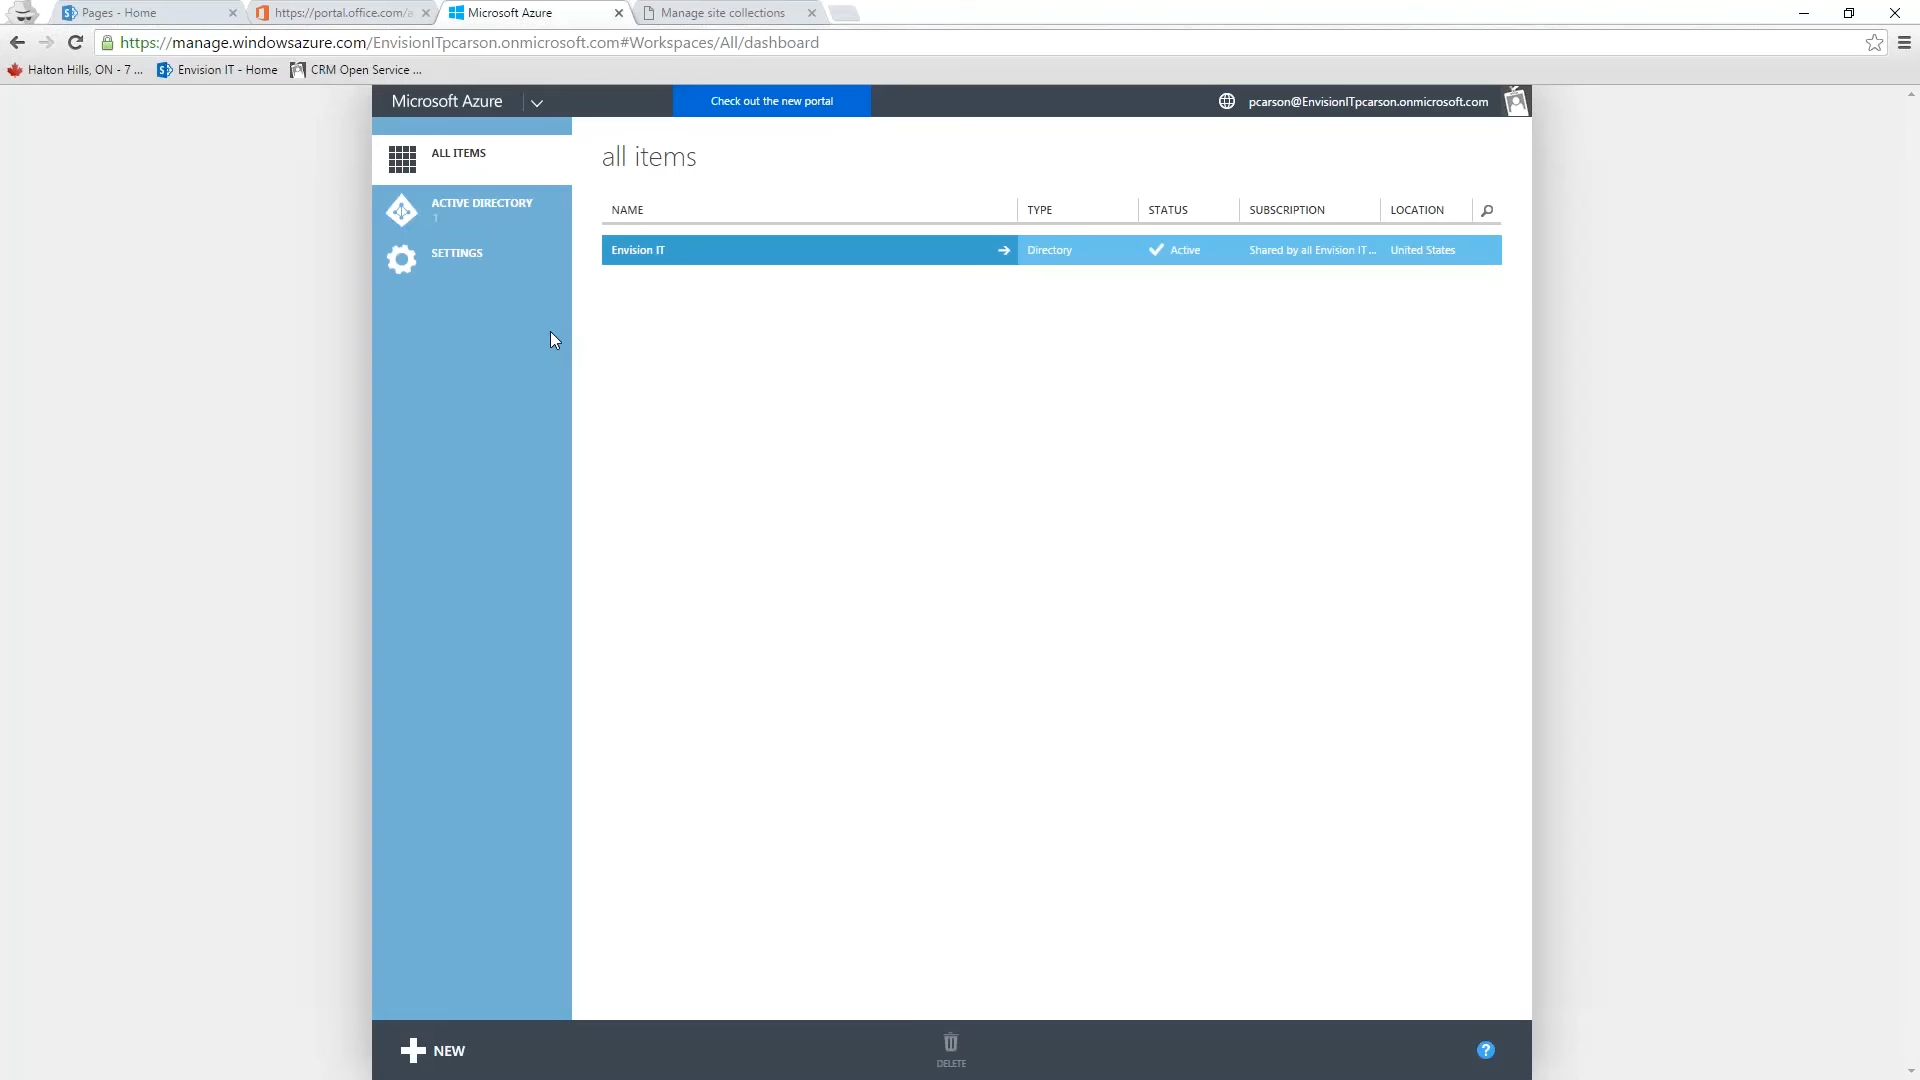 Pages - Home
https://portal.office.com/a
Microsoft Azure
Manage site collections
https://manage.windowsazure.com/EnvisionITpcarson.onmicrosoft.com#Workspaces/All/dashboard
Halton Hills, ON - 7 ...
Envision IT - Home
CRM Open Service ...
Microsoft Azure
Check out the new portal
pcarson@EnvisionITpcarson.onmicrosoft.com
ALL ITEMS
ACTIVE DIRECTORY
1
SETTINGS
all items
NAME TYPE STATUS SUBSCRIPTION LOCATION
Envision IT Directory Active Shared by all Envision IT ... United States
NEW
DELETE
?